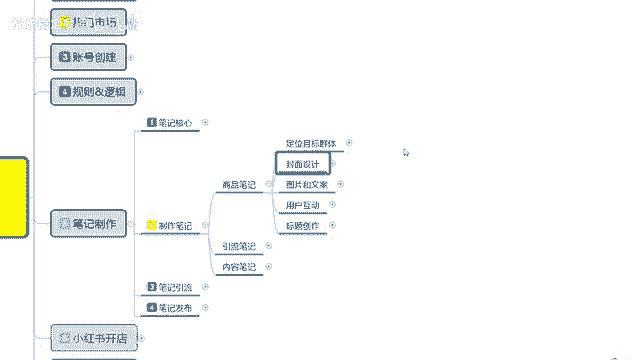 热门市场
3 账号创建
4 规则&逻辑
1 笔记核心
定位目标群体
封面设计
商品笔记
图片和文案
用户互动
笔记制作
制作笔记
标题创作
引流笔记
内容笔记
3 笔记引流
4 笔记发布
小红书开店